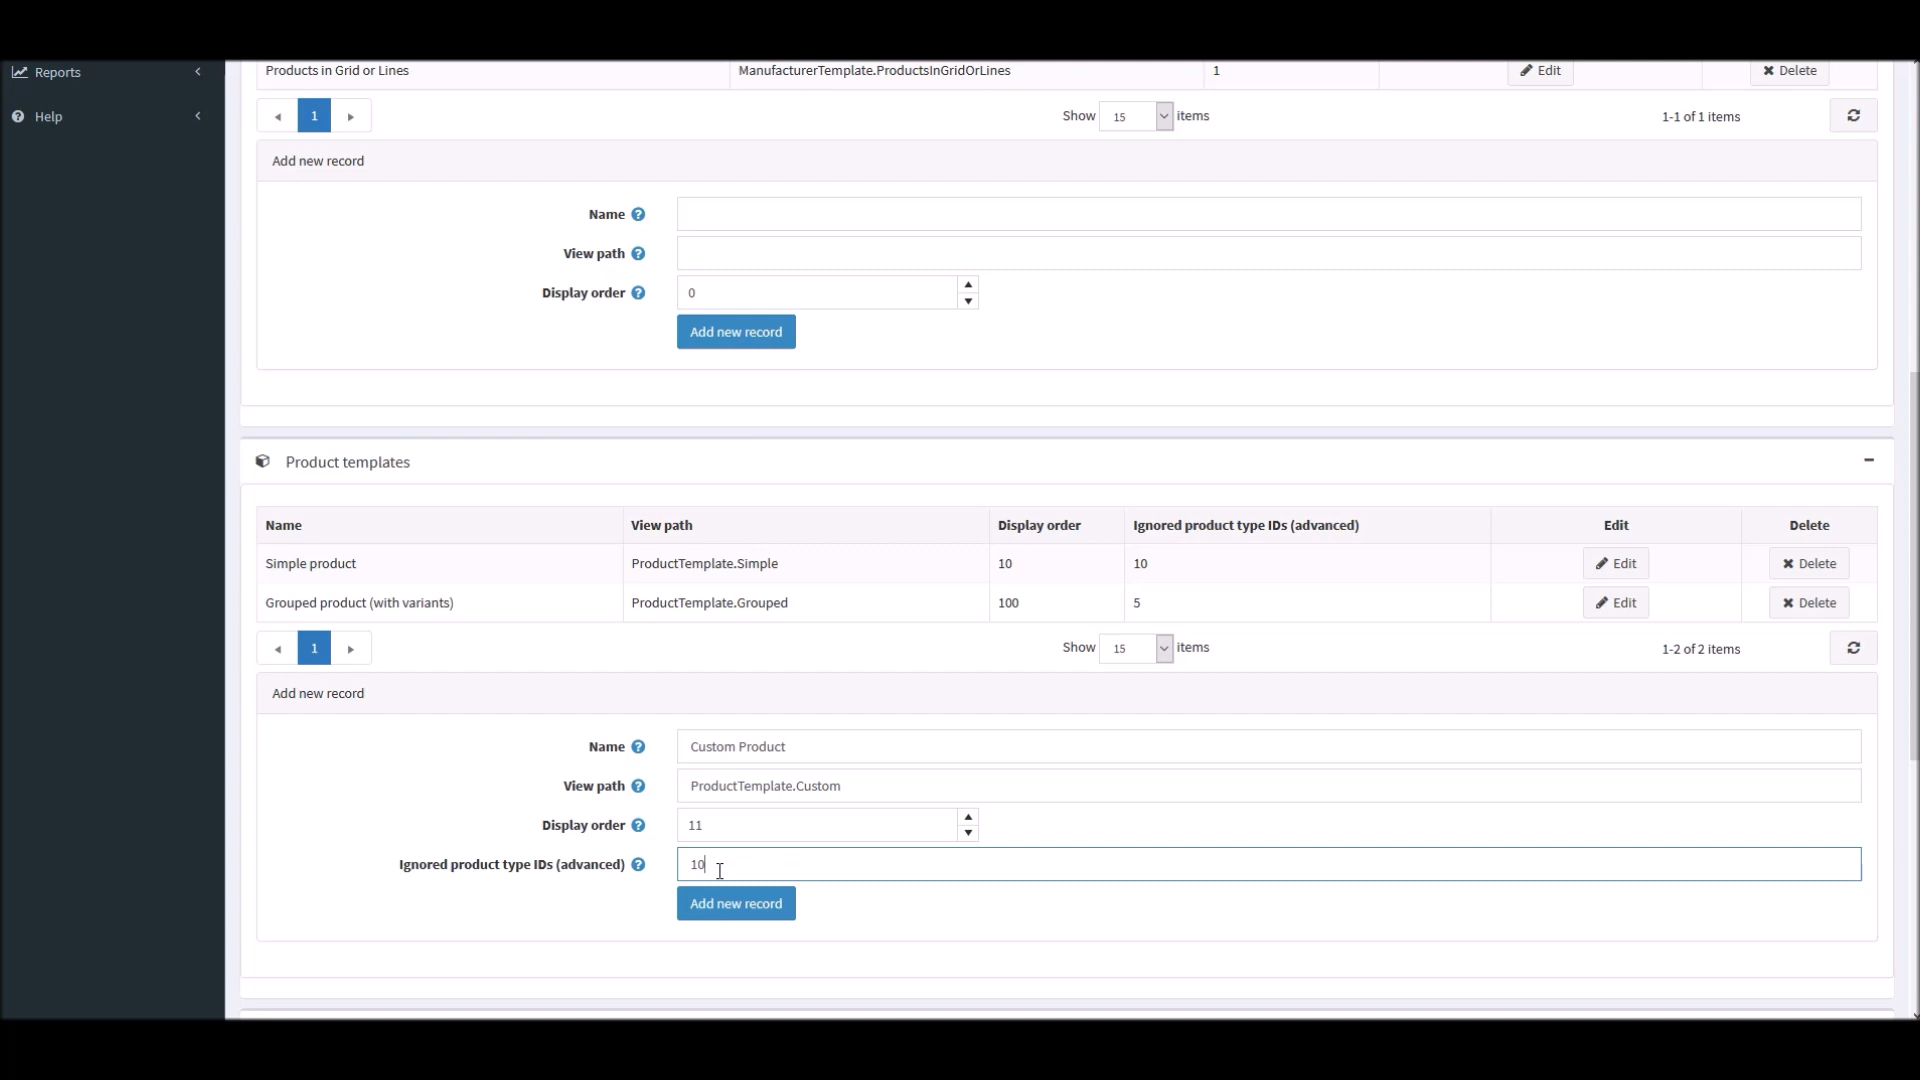 Reports
Help
Products in Grid or Lines ManufacturerTemplate.ProductsInGridOrLines 1 Edit Delete
1 Show 15 items 1-1 of 1 items
Add new record
Name
View path
Display order 0
Add new record
Product templates
Name View path Display order Ignored product type IDs (advanced) Edit Delete
Simple product ProductTemplate.Simple 10 10 Edit Delete
Grouped product (with variants) ProductTemplate.Grouped 100 5 Edit Delete
1 Show 15 items 1-2 of 2 items
Add new record
Name Custom Product
View path ProductTemplate.Custom
Display order 11
Ignored product type IDs (advanced) 10
Add new record